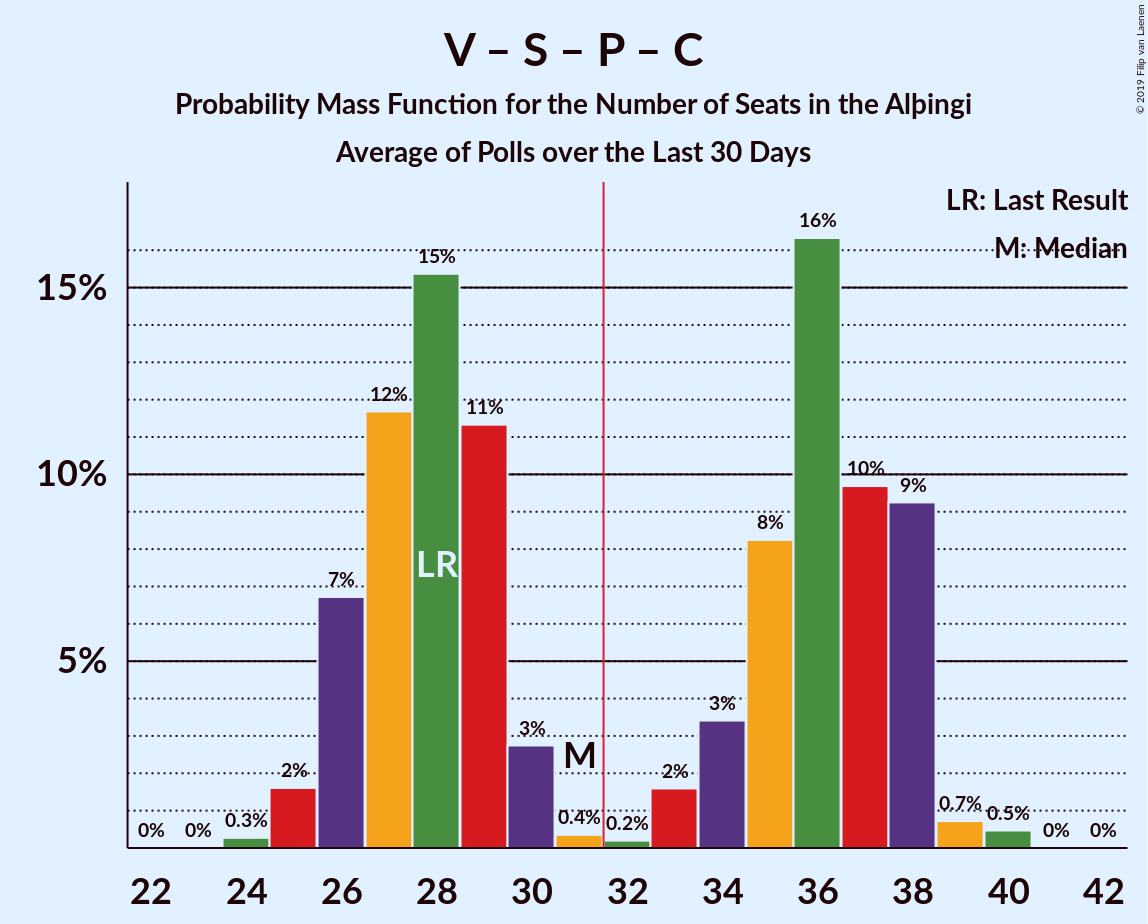 V – S – P – C
Probability Mass Function for the Number of Seats in the Alþingi
Average of Polls over the Last 30 Days
© 2019 Filip van Laenen
LR: Last Result
M: Median
15%
10%
5%
0%
0%
0.3%
2%
7%
12%
15%
LR
11%
3%
M
0.4%
0.2%
2%
3%
8%
16%
10%
9%
0.7%
0.5%
0%
0%
22 24 26 28 30 32 34 36 38 40 42